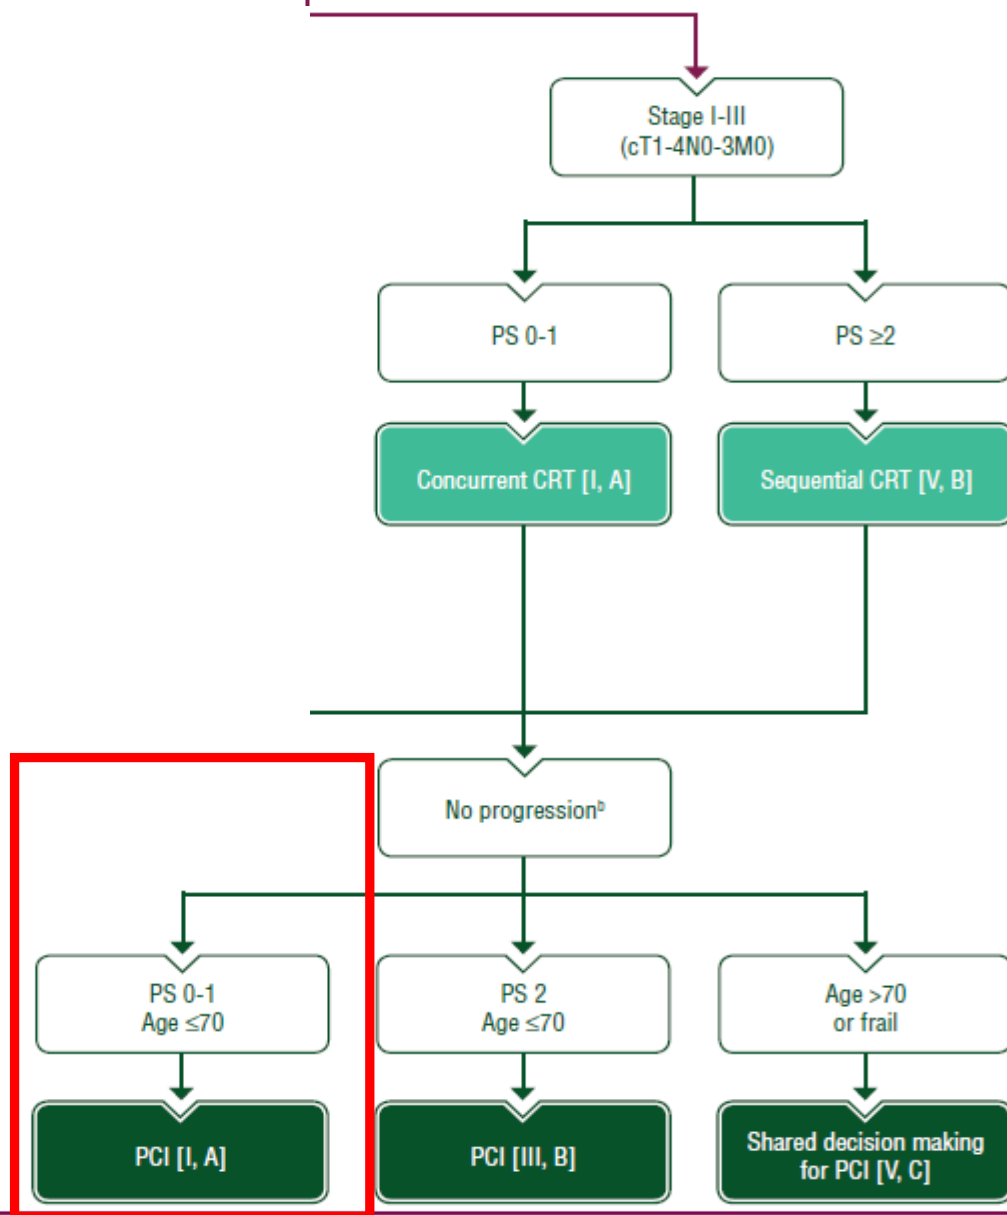 Stage I-III
(cT1-4N0-3M0)
PS 0-1
PS ≥2
Concurrent CRT [I, A]
Sequential CRT [V, B]
No progressionᵇ
PS 0-1
Age ≤70
PS 2
Age ≤70
Age >70
or frail
PCI [I, A]
PCI [III, B]
Shared decision making
for PCI [V, C]